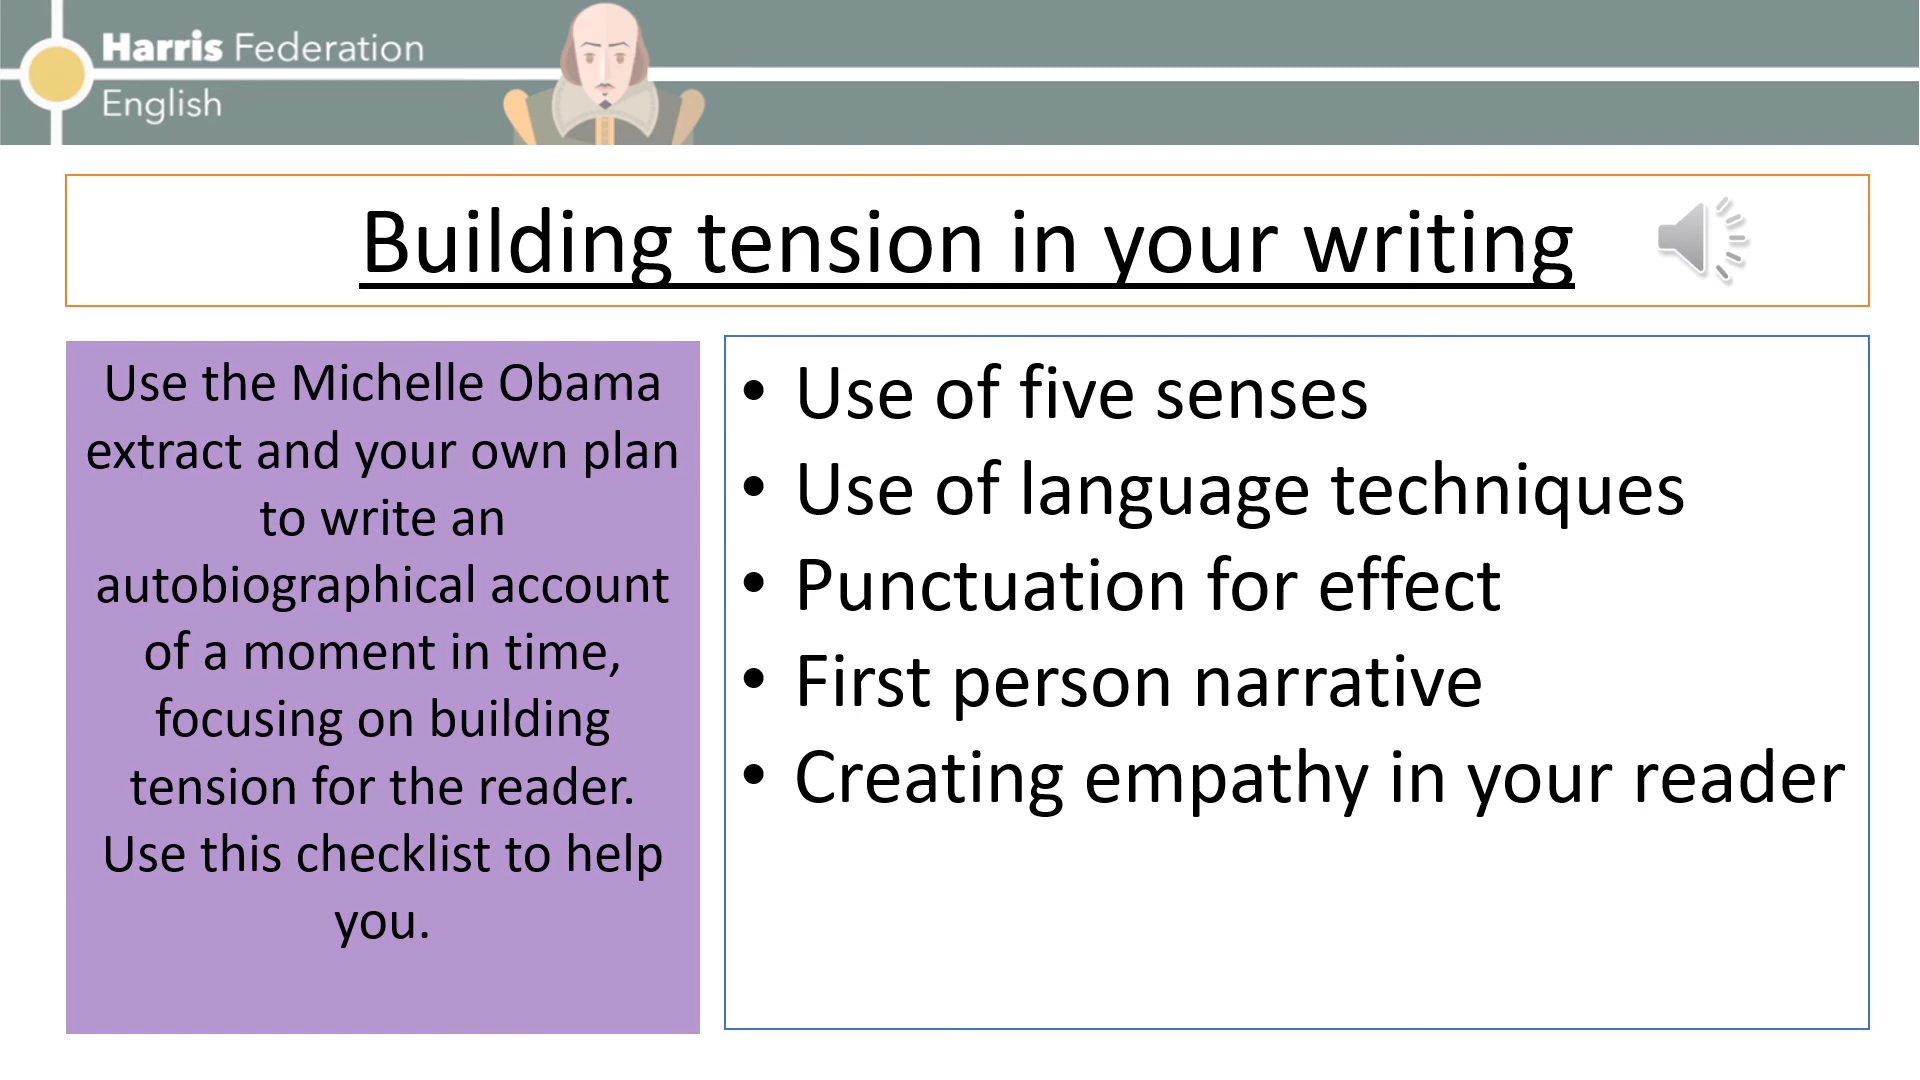 Harris Federation
English
Building tension in your writing
Use the Michelle Obama
extract and your own plan
to write an
autobiographical account
of a moment in time,
focusing on building
tension for the reader.
Use this checklist to help
you.
• Use of five senses
• Use of language techniques
• Punctuation for effect
• First person narrative
• Creating empathy in your reader